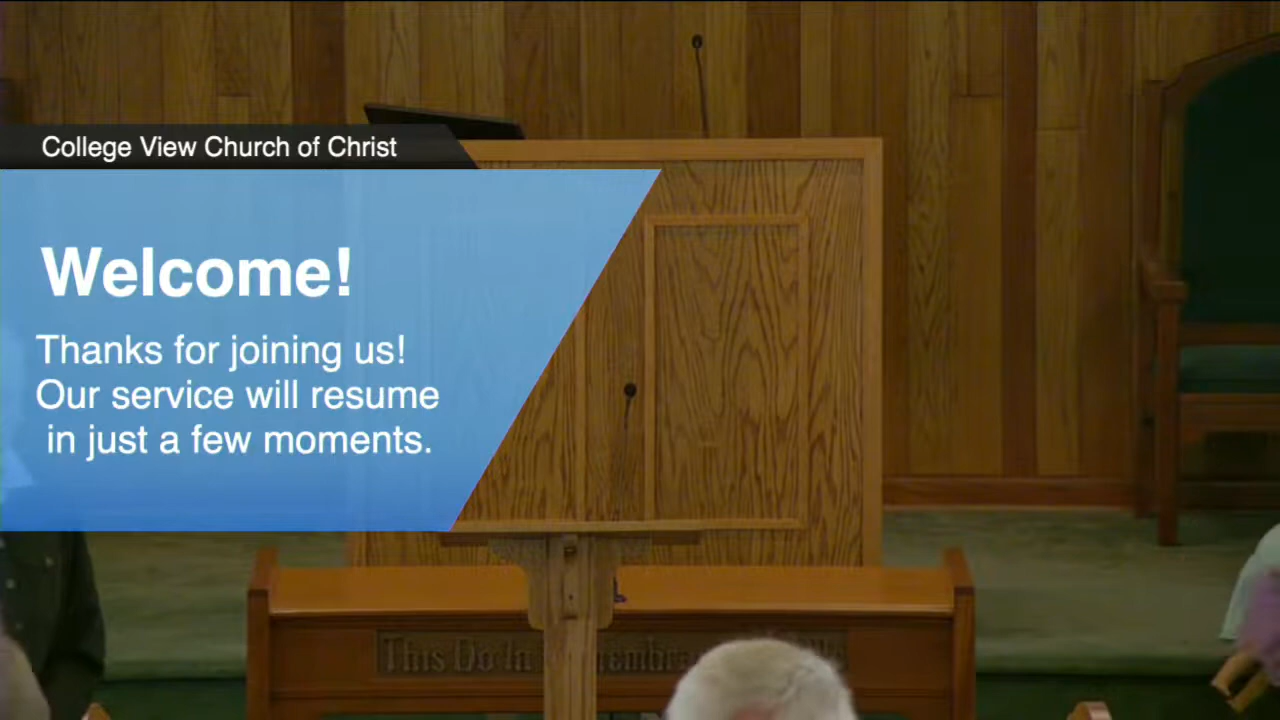 College View Church of Christ
Welcome!
Thanks for joining us!
Our service will resume
in just a few moments.
This Do In